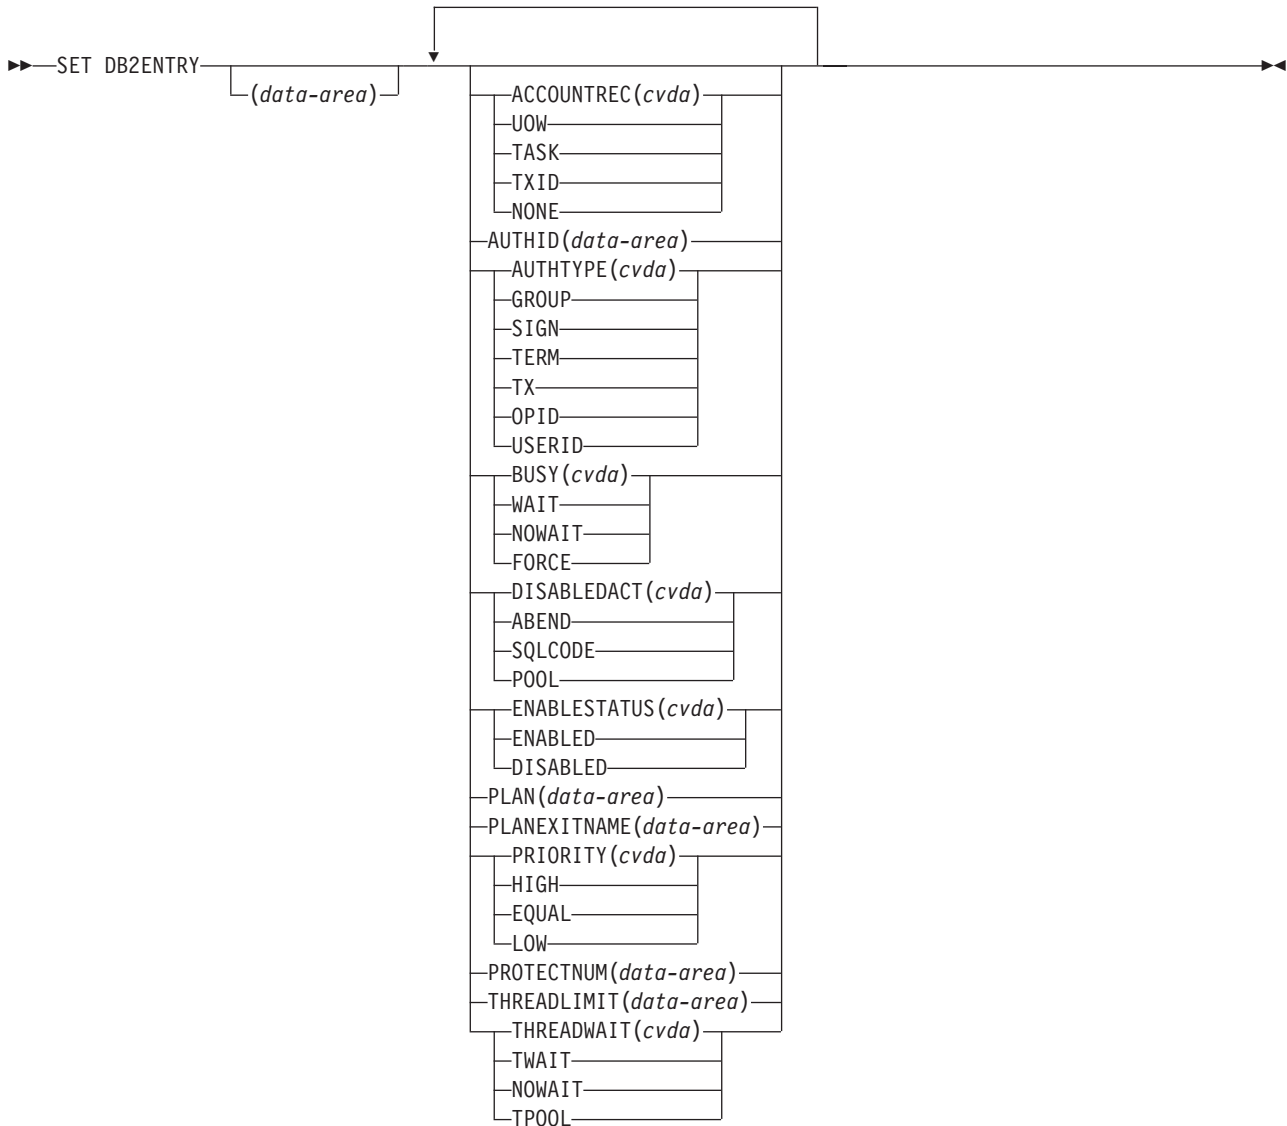 SET DB2ENTRY
(data-area)
ACCOUNTREC(cvda)
UOW
TASK
TXID
NONE
AUTHID(data-area)
AUTHTYPE(cvda)
GROUP
SIGN
TERM
TX
OPID
USERID
BUSY(cvda)
WAIT
NOWAIT
FORCE
DISABLEDACT(cvda)
ABEND
SQLCODE
POOL
ENABLESTATUS(cvda)
ENABLED
DISABLED
PLAN(data-area)
PLANEXITNAME(data-area)
PRIORITY(cvda)
HIGH
EQUAL
LOW
PROTECTNUM(data-area)
THREADLIMIT(data-area)
THREADWAIT(cvda)
TWAIT
NOWAIT
TPOOL